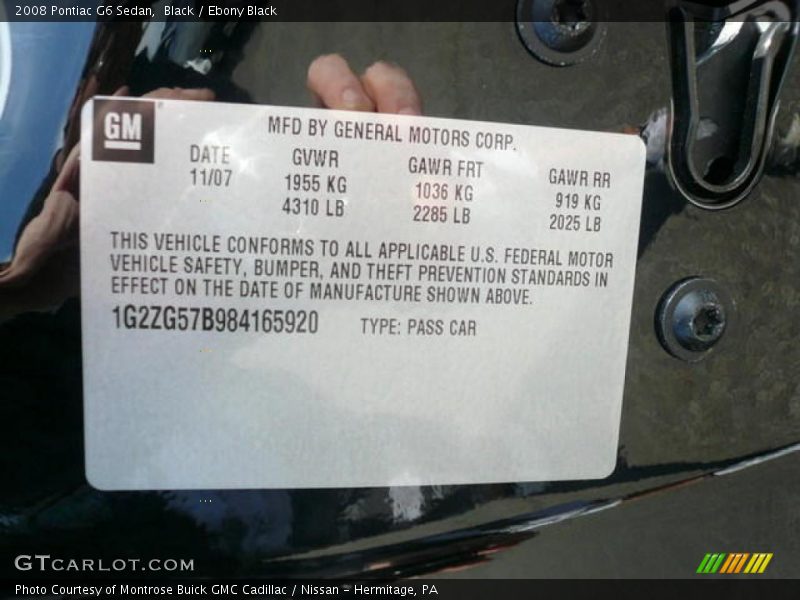 2008 Pontiac G6 Sedan,  Black / Ebony Black
GM
MFD BY GENERAL MOTORS CORP.
DATE GVWR GAWR FRT GAWR RR
11/07 1955 KG 1036 KG 919 KG
4310 LB 2285 LB 2025 LB
THIS VEHICLE CONFORMS TO ALL APPLICABLE U.S. FEDERAL MOTOR
VEHICLE SAFETY, BUMPER, AND THEFT PREVENTION STANDARDS IN
EFFECT ON THE DATE OF MANUFACTURE SHOWN ABOVE.
1G2ZG57B984165920 TYPE: PASS CAR
GTCARLOT.COM
Photo Courtesy of Montrose Buick GMC Cadillac / Nissan - Hermitage, PA